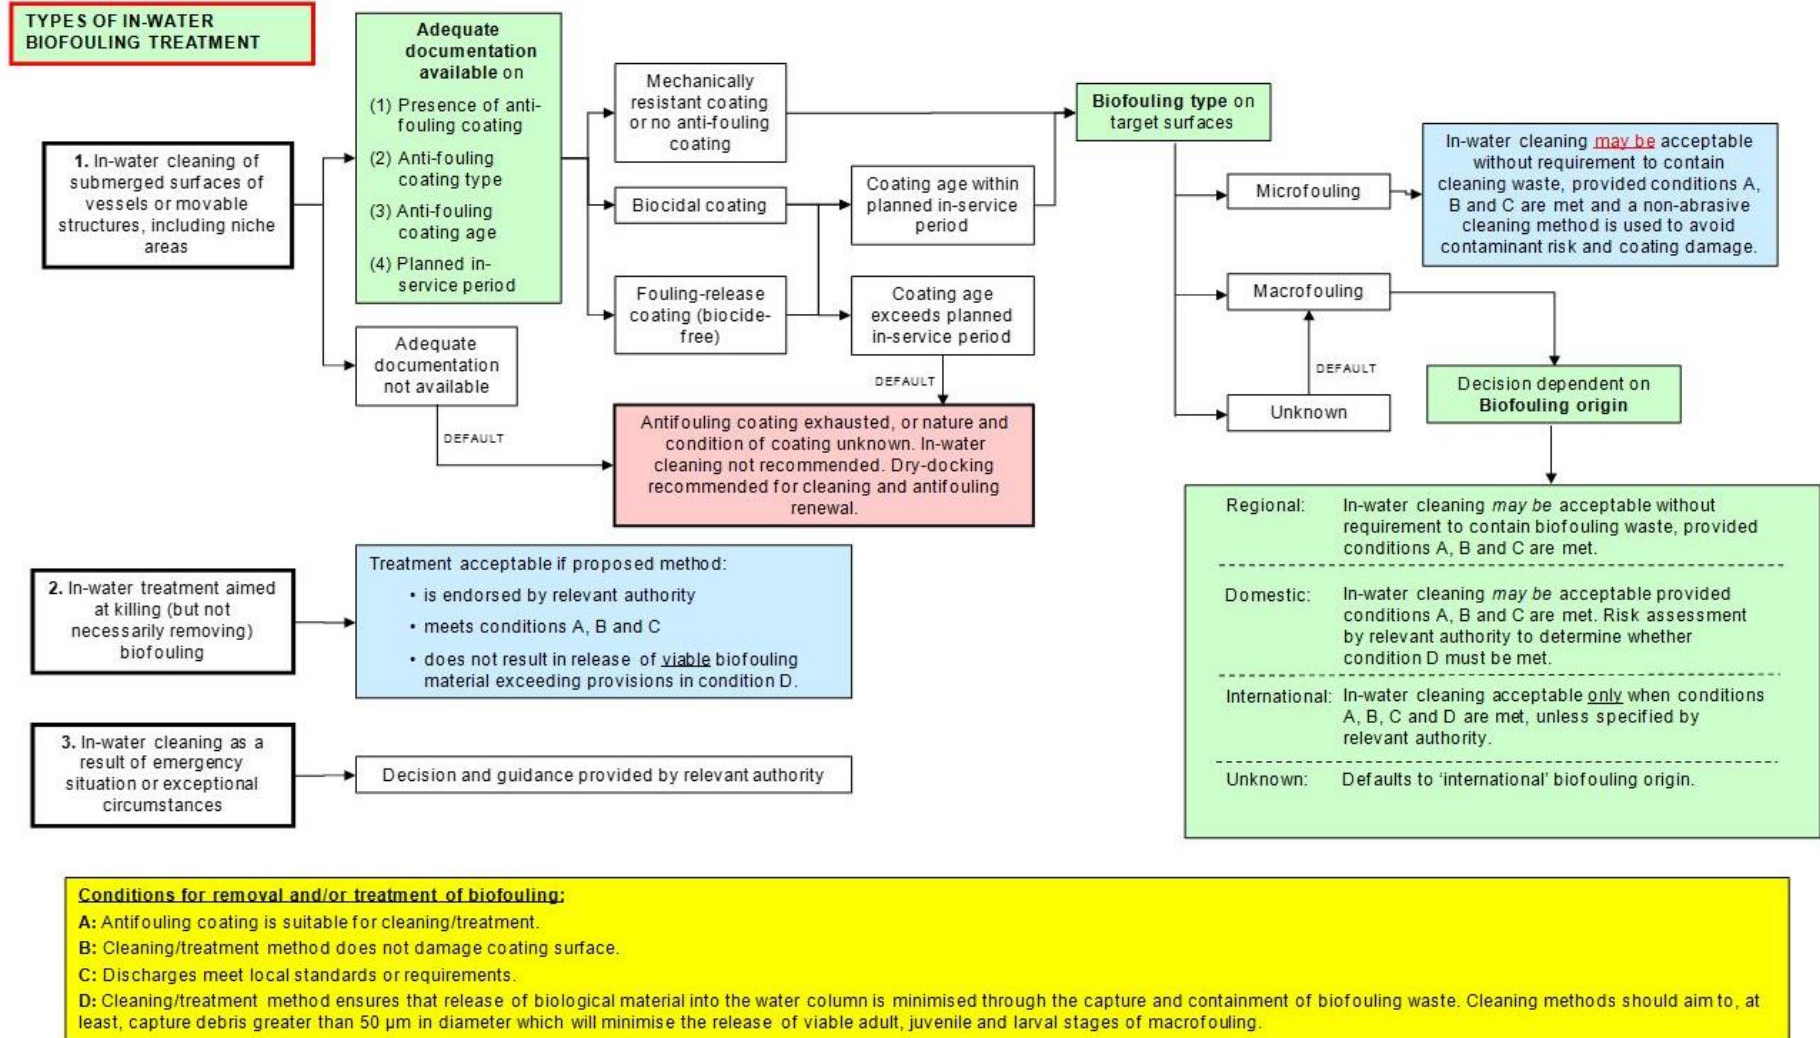 TYPES OF IN-WATER
BIOFOULING TREATMENT
1. In-water cleaning of
submerged surfaces of
vessels or movable
structures, including niche
areas
Adequate
documentation
available on
(1) Presence of anti-
fouling coating
(2) Anti-fouling
coating type
(3) Anti-fouling
coating age
(4) Planned in-
service period
Adequate
documentation
not available
DEFAULT
Mechanically
resistant coating
or no anti-fouling
coating
Biocidal coating
Fouling-release
coating (biocide-
free)
Coating age within
planned in-service
period
Coating age
exceeds planned
in-service period
DEFAULT
Antifouling coating exhausted, or nature and
condition of coating unknown. In-water
cleaning not recommended. Dry-docking
recommended for cleaning and antifouling
renewal.
Biofouling type on
target surfaces
Microfouling
Macrofouling
DEFAULT
Unknown
In-water cleaning may be acceptable
without requirement to contain
cleaning waste, provided conditions A,
B and C are met and a non-abrasive
cleaning method is used to avoid
contaminant risk and coating damage.
Decision dependent on
Biofouling origin
Regional: In-water cleaning may be acceptable without
requirement to contain biofouling waste, provided
conditions A, B and C are met.
Domestic: In-water cleaning may be acceptable provided
conditions A, B and C are met. Risk assessment
by relevant authority to determine whether
condition D must be met.
International: In-water cleaning acceptable only when conditions
A, B, C and D are met, unless specified by
relevant authority.
Unknown: Defaults to ‘international’ biofouling origin.
2. In-water treatment aimed
at killing (but not
necessarily removing)
biofouling
Treatment acceptable if proposed method:
• is endorsed by relevant authority
• meets conditions A, B and C
• does not result in release of viable biofouling
material exceeding provisions in condition D.
3. In-water cleaning as a
result of emergency
situation or exceptional
circumstances
Decision and guidance provided by relevant authority
Conditions for removal and/or treatment of biofouling:
A: Antifouling coating is suitable for cleaning/treatment.
B: Cleaning/treatment method does not damage coating surface.
C: Discharges meet local standards or requirements.
D: Cleaning/treatment method ensures that release of biological material into the water column is minimised through the capture and containment of biofouling waste. Cleaning methods should aim to, at
least, capture debris greater than 50 µm in diameter which will minimise the release of viable adult, juvenile and larval stages of macrofouling.